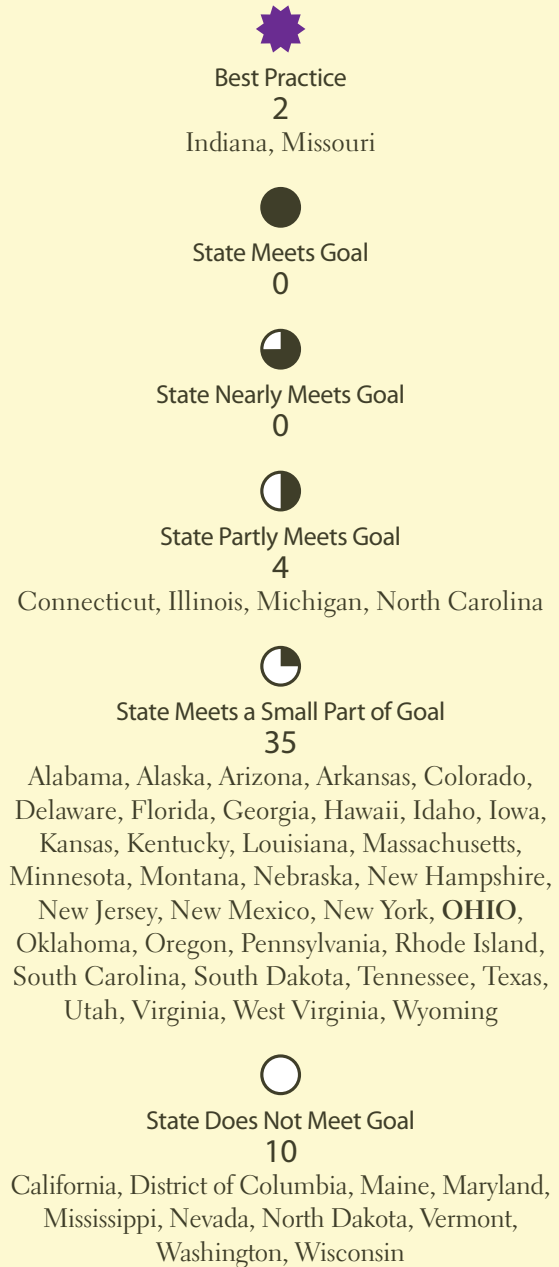 Best Practice
2
Indiana, Missouri
State Meets Goal
0
State Nearly Meets Goal
0
State Partly Meets Goal
4
Connecticut, Illinois, Michigan, North Carolina
State Meets a Small Part of Goal
35
Alabama, Alaska, Arizona, Arkansas, Colorado,
Delaware, Florida, Georgia, Hawaii, Idaho, Iowa,
Kansas, Kentucky, Louisiana, Massachusetts,
Minnesota, Montana, Nebraska, New Hampshire,
New Jersey, New Mexico, New York, OHIO,
Oklahoma, Oregon, Pennsylvania, Rhode Island,
South Carolina, South Dakota, Tennessee, Texas,
Utah, Virginia, West Virginia, Wyoming
State Does Not Meet Goal
10
California, District of Columbia, Maine, Maryland,
Mississippi, Nevada, North Dakota, Vermont,
Washington, Wisconsin